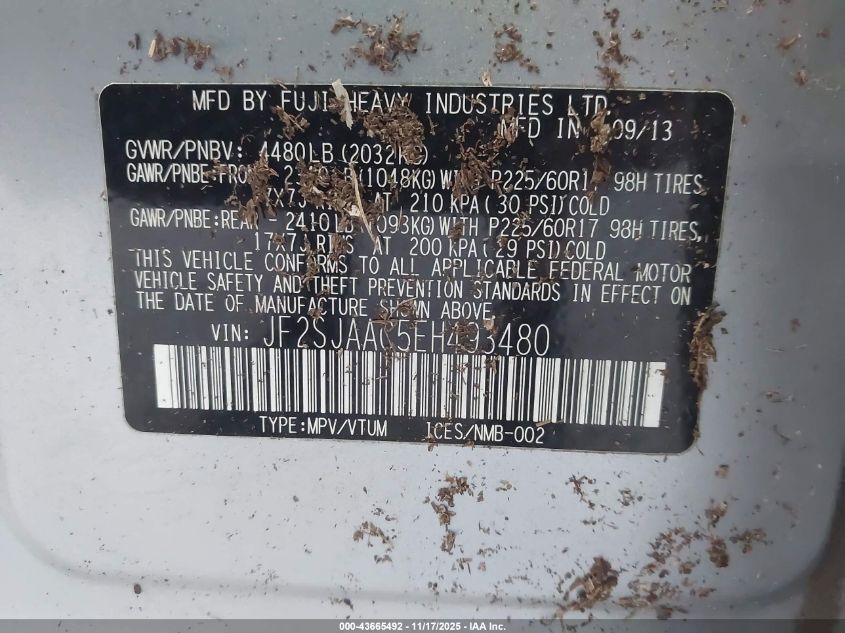 MFD BY FUJI HEAVY INDUSTRIES LTD.
MFD IN 09/13
GVWR/PNBV: 4480LB(2032KG)
GAWR/PNBE:FRONT (1048KG)WITH P225/60R17 98H TIRES,
AT 210 KPA(30 PSI)COLD
GAWR/PNBE:REAR - 2410LB(1093KG)WITH P225/60R17 98H TIRES,
17X7J RIMS AT 200 KPA(29 PSI)COLD
THIS VEHICLE CONFORMS TO ALL APPLICABLE FEDERAL MOTOR
VEHICLE SAFETY AND THEFT PREVENTION STANDARDS IN EFFECT ON
THE DATE OF MANUFACTURE SHOWN ABOVE.
VIN: JF2SJAAC5EH493480
TYPE:MPV/VTUM ICES/NMB-002
000-43665492 - 11/17/2025 - IAA Inc.